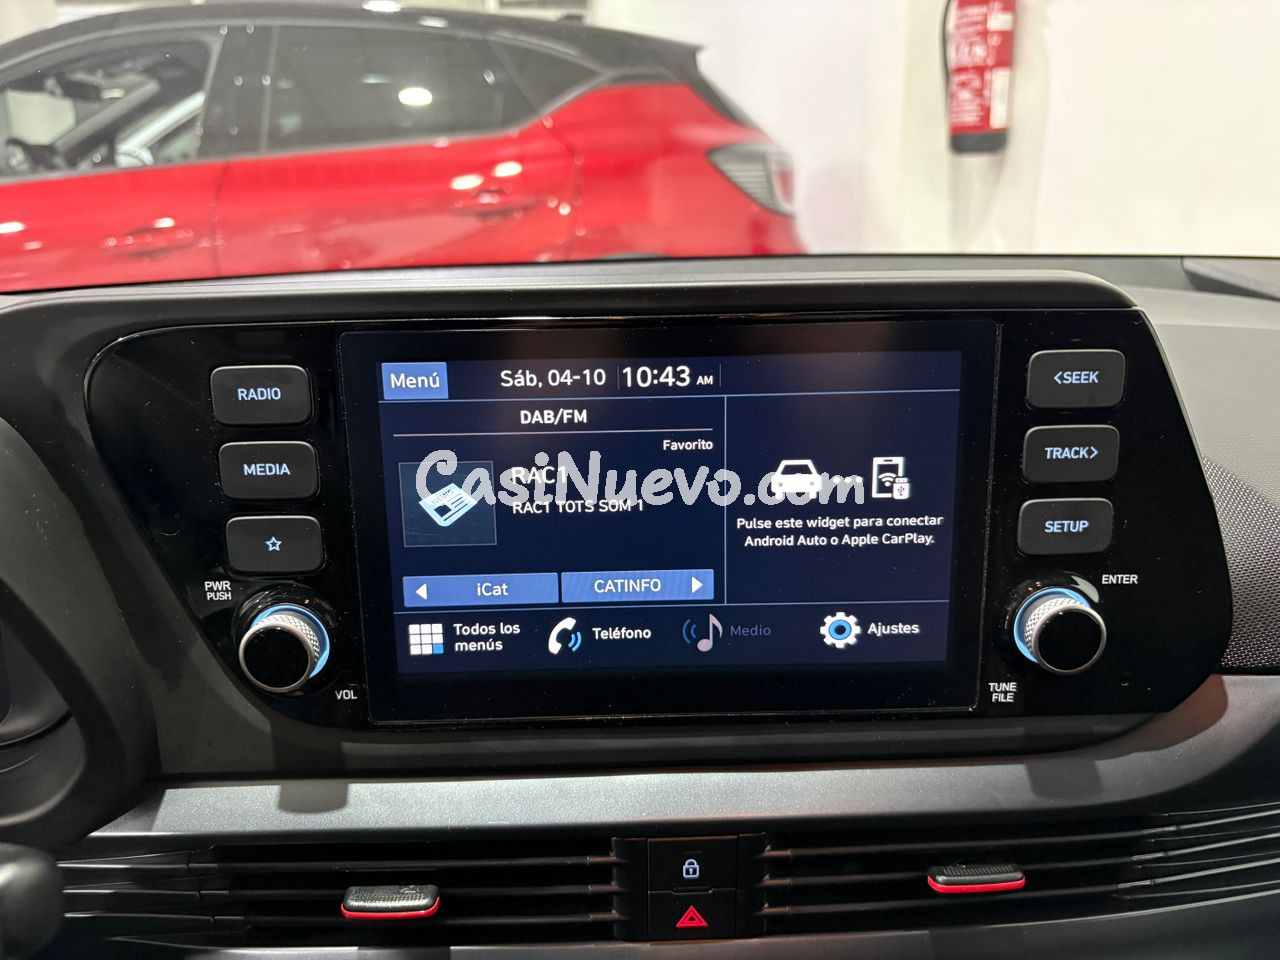 RADIO
MEDIA
PWR
PUSH
VOL
Menú
Sáb, 04-10
10:43 AM
DAB/FM
Favorito
RAC1
RAC1 TOTS SOM 1
iCat
CATINFO
Pulse este widget para conectar
Android Auto o Apple CarPlay.
Todos los
menús
Teléfono
Medio
Ajustes
<SEEK
TRACK>
SETUP
ENTER
TUNE
FILE
CasiNuevo.com